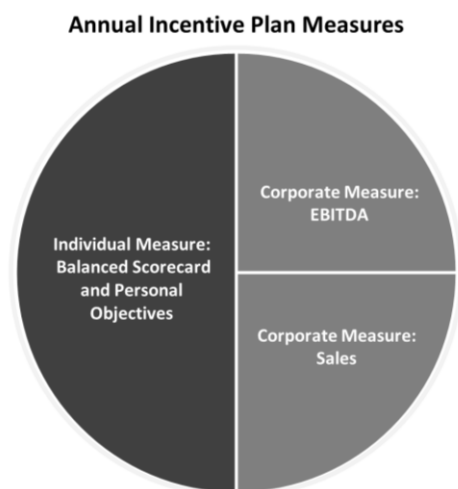 Annual Incentive Plan Measures
Corporate Measure:
EBITDA
Individual Measure:
Balanced Scorecard
and Personal
Objectives
Corporate Measure:
Sales